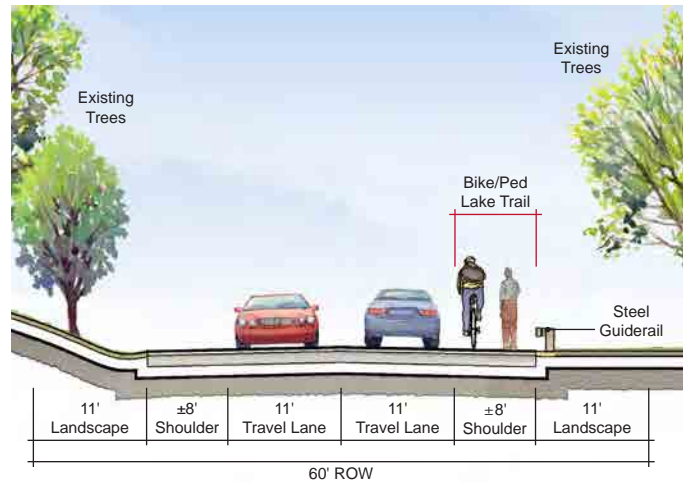 Existing
Trees
Existing
Trees
Bike/Ped
Lake Trail
Steel
Guiderail
11'
Landscape
±8'
Shoulder
11'
Travel Lane
11'
Travel Lane
±8'
Shoulder
11'
Landscape
60' ROW